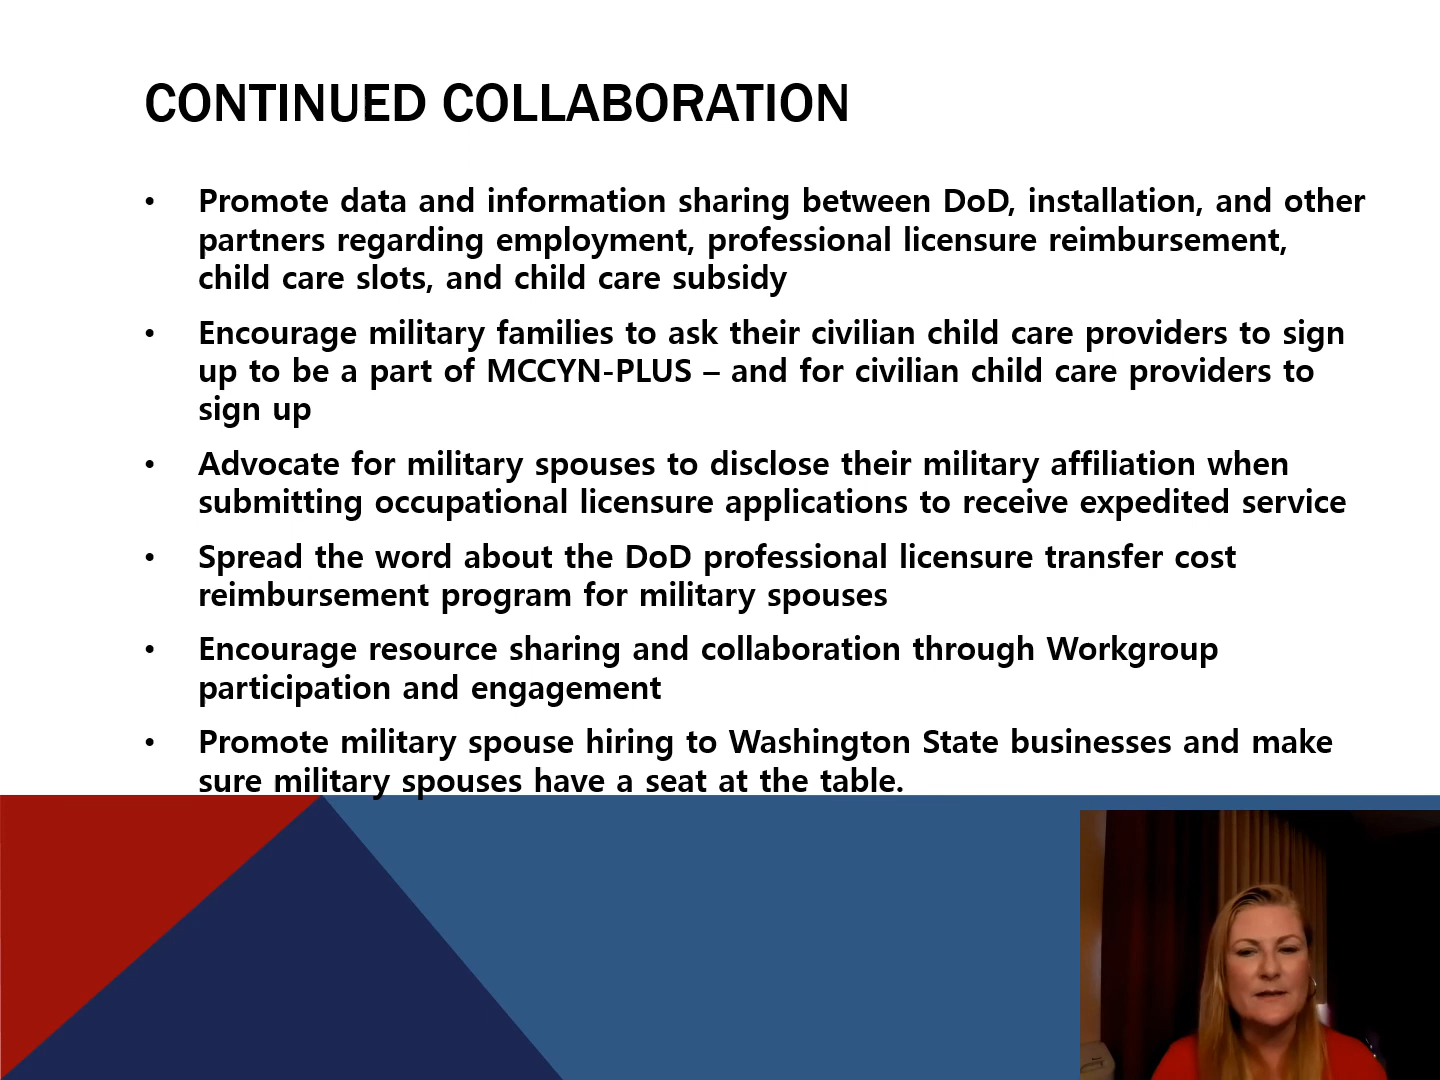 CONTINUED COLLABORATION
• Promote data and information sharing between DoD, installation, and other
partners regarding employment, professional licensure reimbursement,
child care slots, and child care subsidy
• Encourage military families to ask their civilian child care providers to sign
up to be a part of MCCYN-PLUS – and for civilian child care providers to
sign up
• Advocate for military spouses to disclose their military affiliation when
submitting occupational licensure applications to receive expedited service
• Spread the word about the DoD professional licensure transfer cost
reimbursement program for military spouses
• Encourage resource sharing and collaboration through Workgroup
participation and engagement
• Promote military spouse hiring to Washington State businesses and make
sure military spouses have a seat at the table.